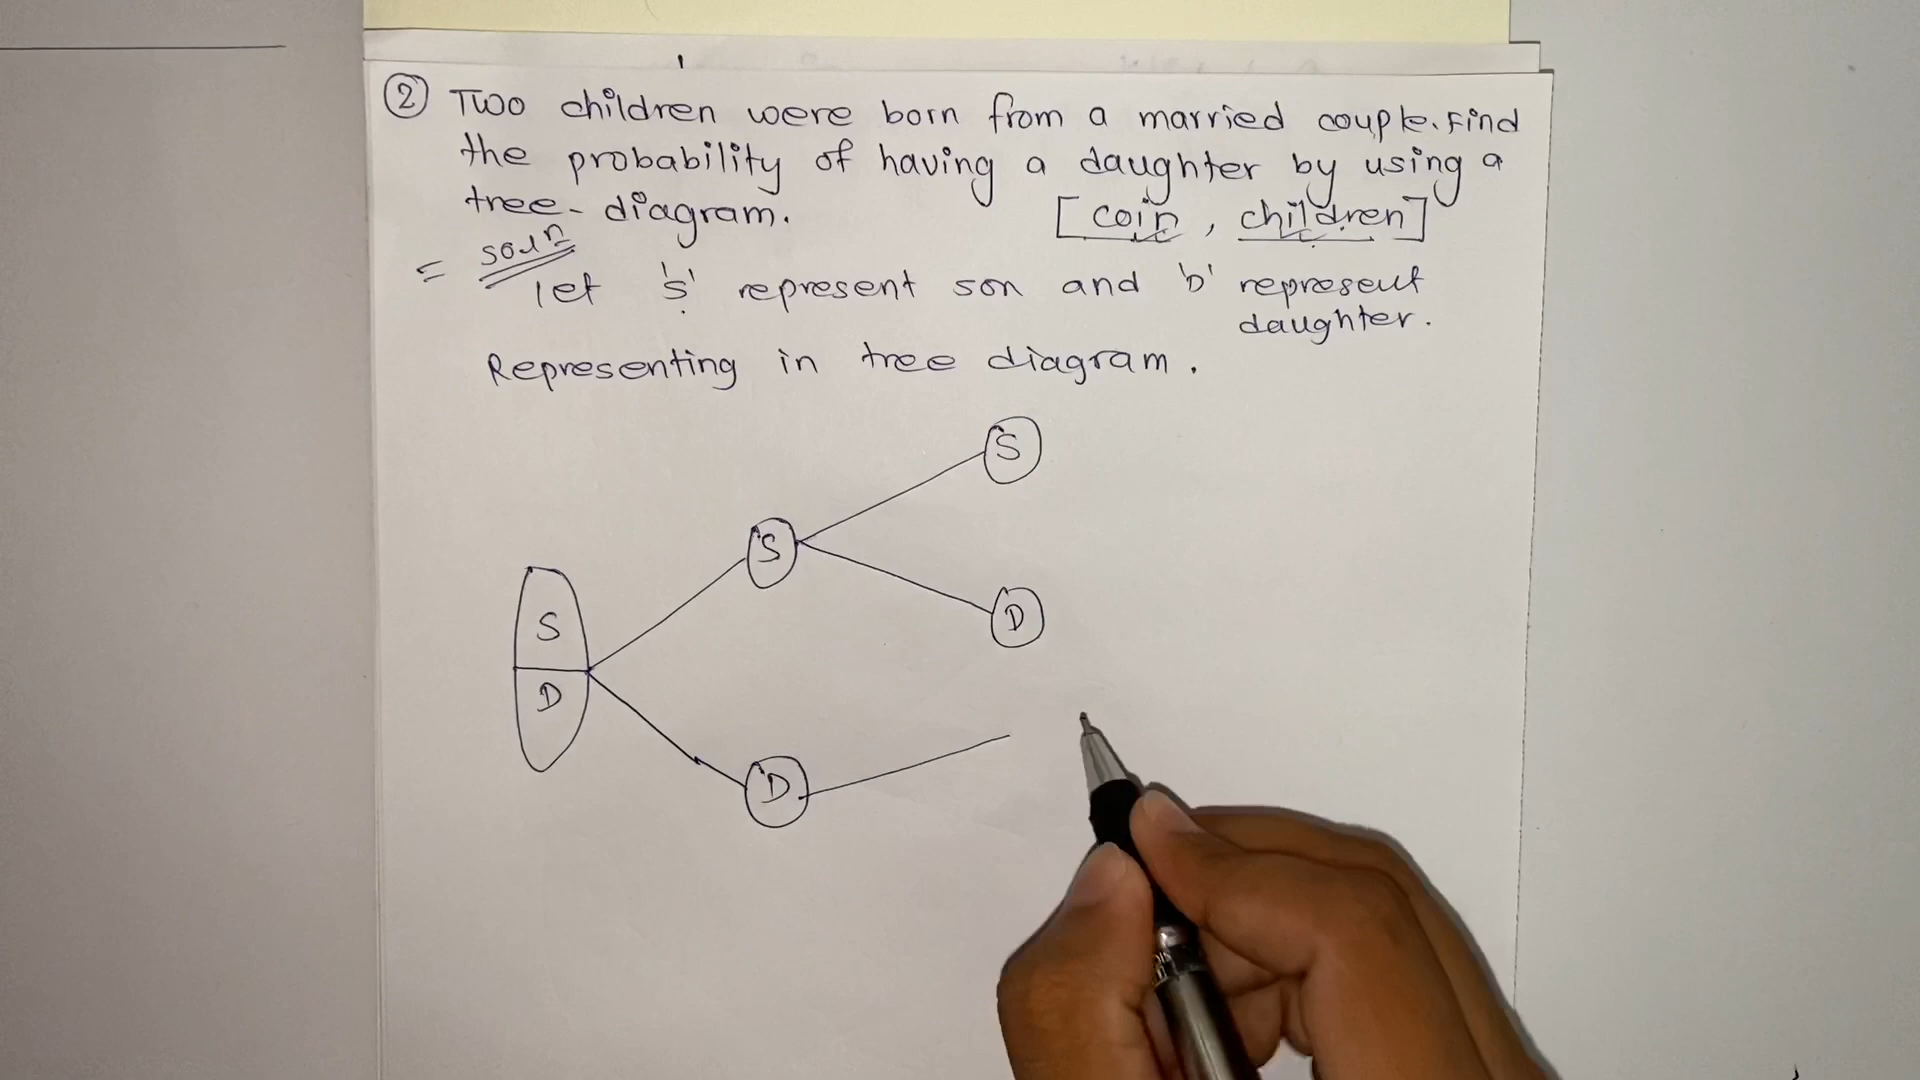 ② Two children were born from a married couple. Find
the probability of having a daughter by using a
tree-diagram. [coin, children]
= soln
let 's' represent son and 'D' represent
daughter.
Representing in tree diagram.
S
S
D
S
D
D